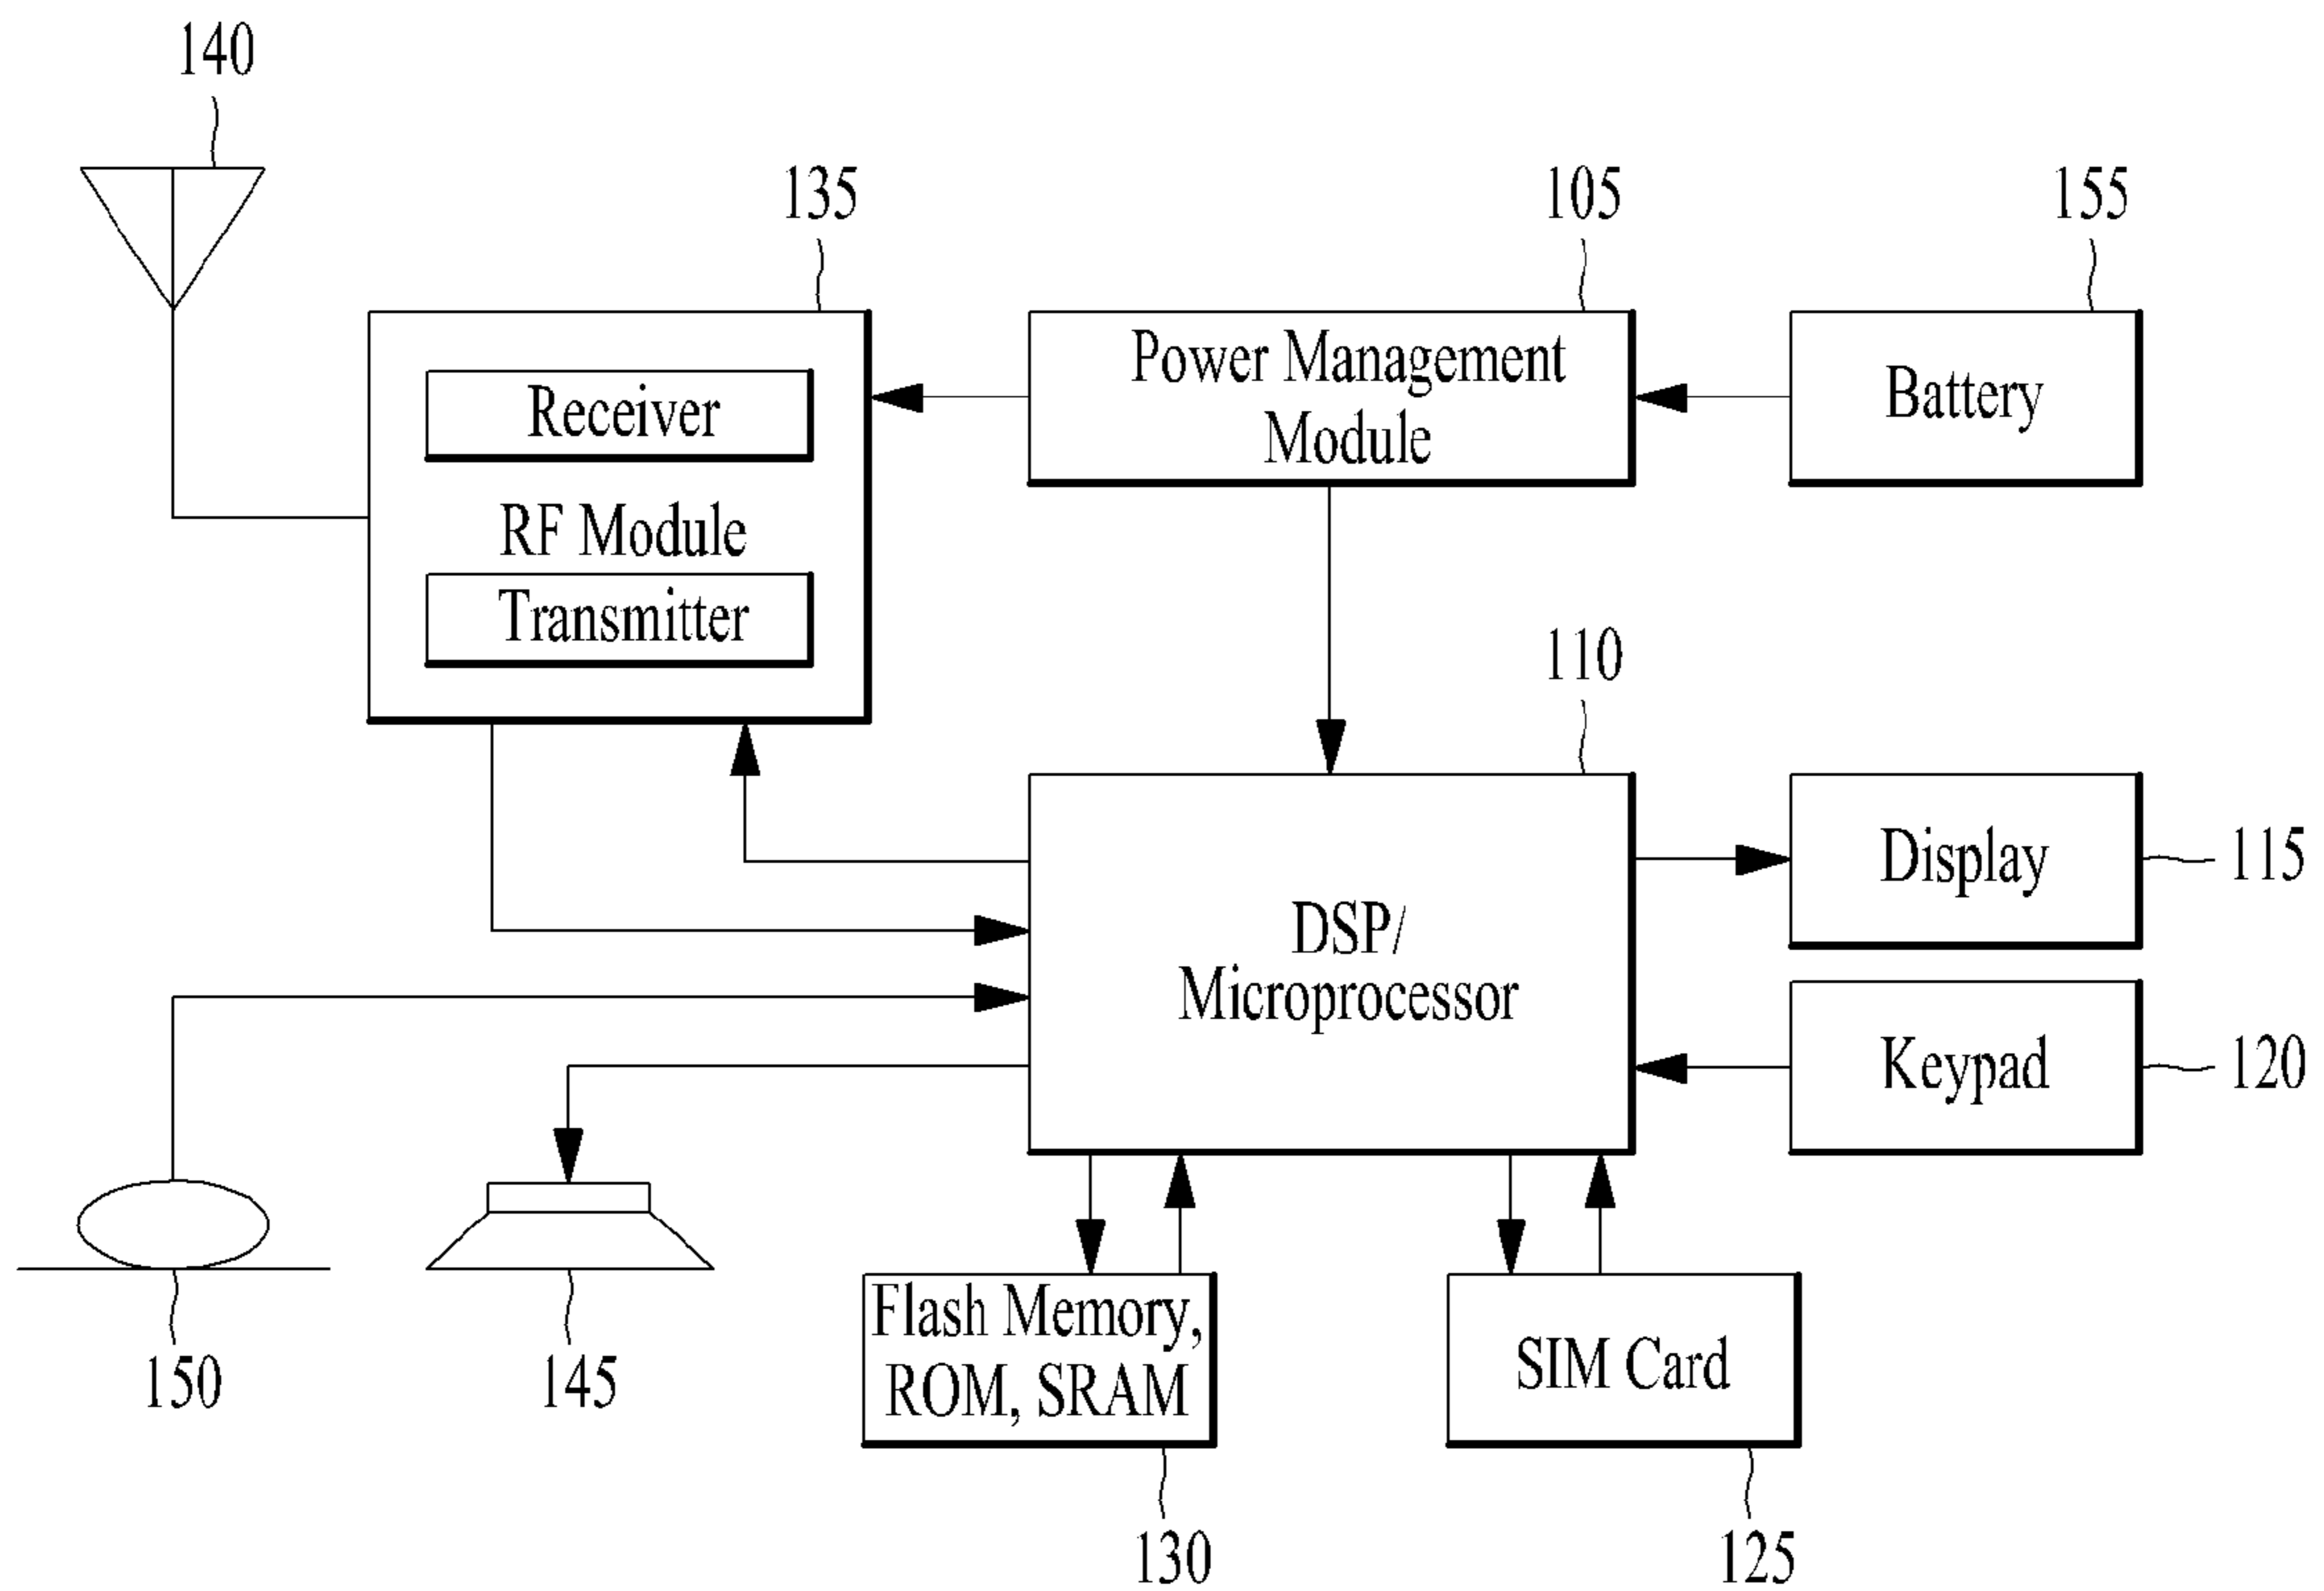 140
135
105
155
Receiver
RF Module
Transmitter
Power Management
Module
Battery
110
DSP/
Microprocessor
Display
115
Keypad
120
150
145
Flash Memory,
ROM, SRAM
SIM Card
130
125